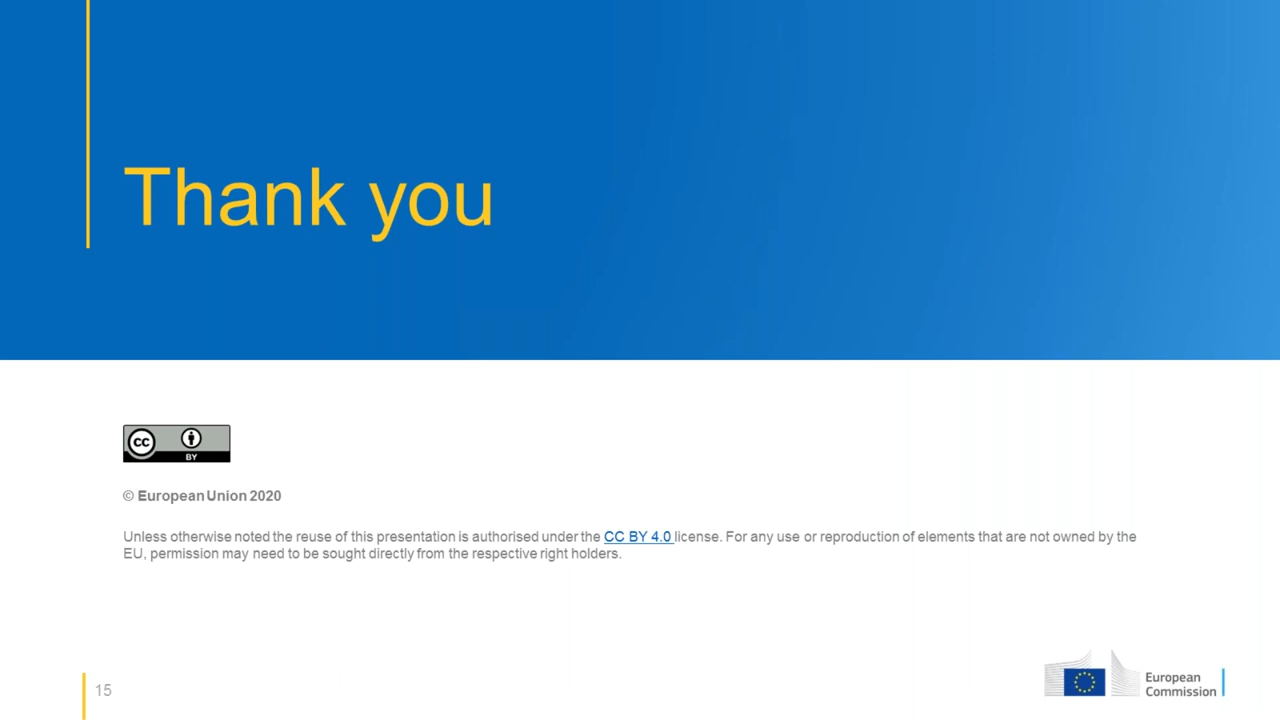 Thank you
cc
BY
© European Union 2020
Unless otherwise noted the reuse of this presentation is authorised under the CC BY 4.0 license. For any use or reproduction of elements that are not owned by the
EU, permission may need to be sought directly from the respective right holders.
15
European
Commission